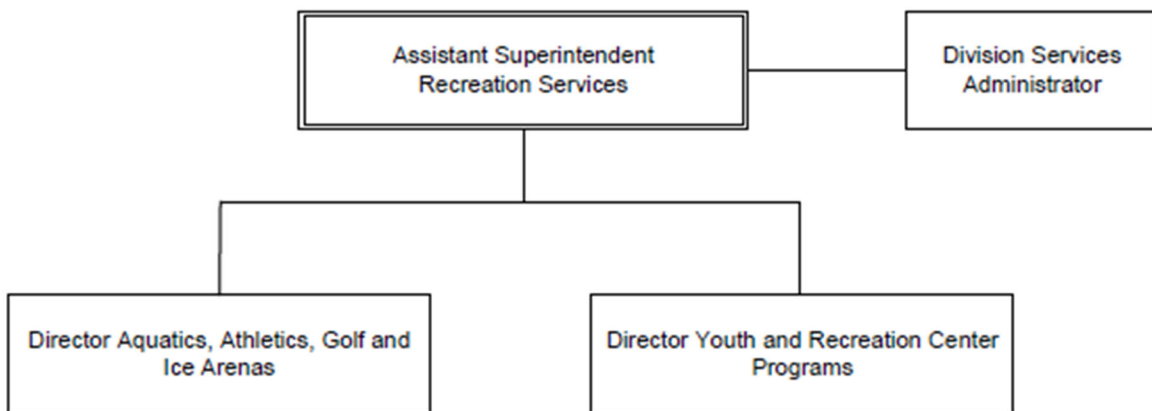 Assistant Superintendent
Recreation Services
Division Services
Administrator
Director Aquatics, Athletics, Golf and
Ice Arenas
Director Youth and Recreation Center
Programs